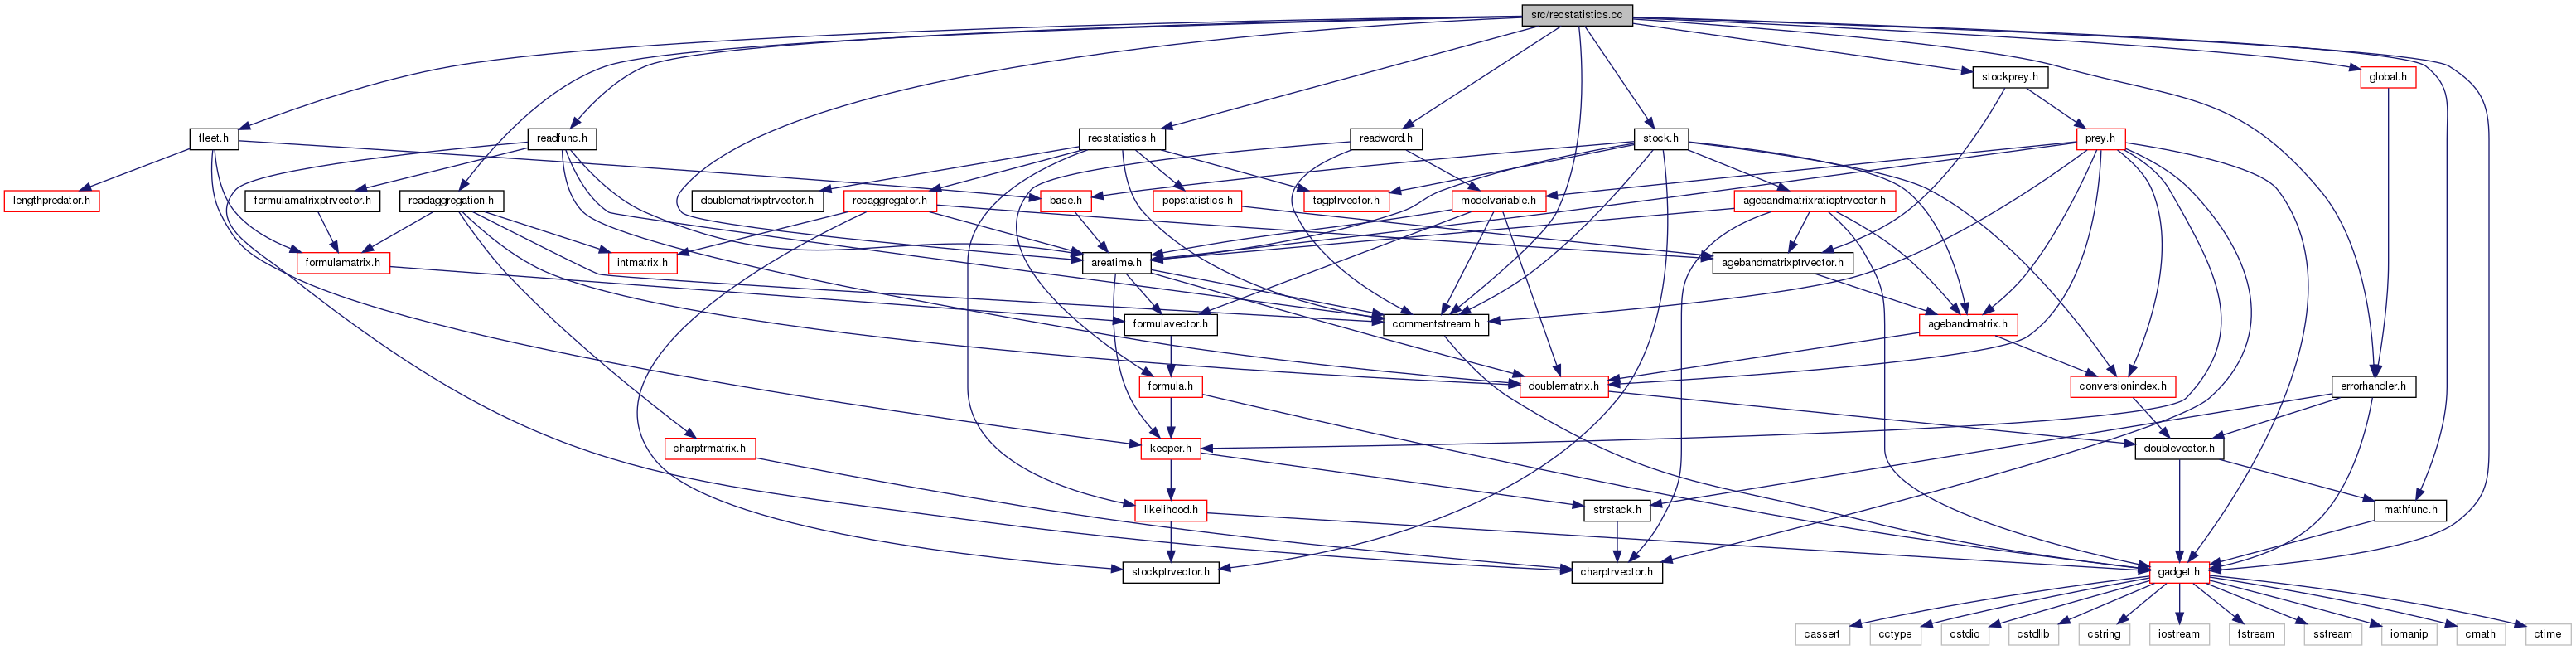 src/recstatistics.cc
stockprey.h
global.h
fleet.h
readfunc.h
recstatistics.h
readword.h
stock.h
prey.h
lengthpredator.h
formulamatrixptrvector.h
readaggregation.h
doublematrixptrvector.h
recaggregator.h
base.h
popstatistics.h
tagptrvector.h
modelvariable.h
agebandmatrixratioptrvector.h
formulamatrix.h
intmatrix.h
areatime.h
agebandmatrixptrvector.h
formulavector.h
commentstream.h
agebandmatrix.h
formula.h
doublematrix.h
conversionindex.h
errorhandler.h
charptrmatrix.h
keeper.h
doublevector.h
likelihood.h
strstack.h
mathfunc.h
stockptrvector.h
charptrvector.h
gadget.h
cassert
cctype
cstdio
cstdlib
cstring
iostream
fstream
sstream
iomanip
cmath
ctime